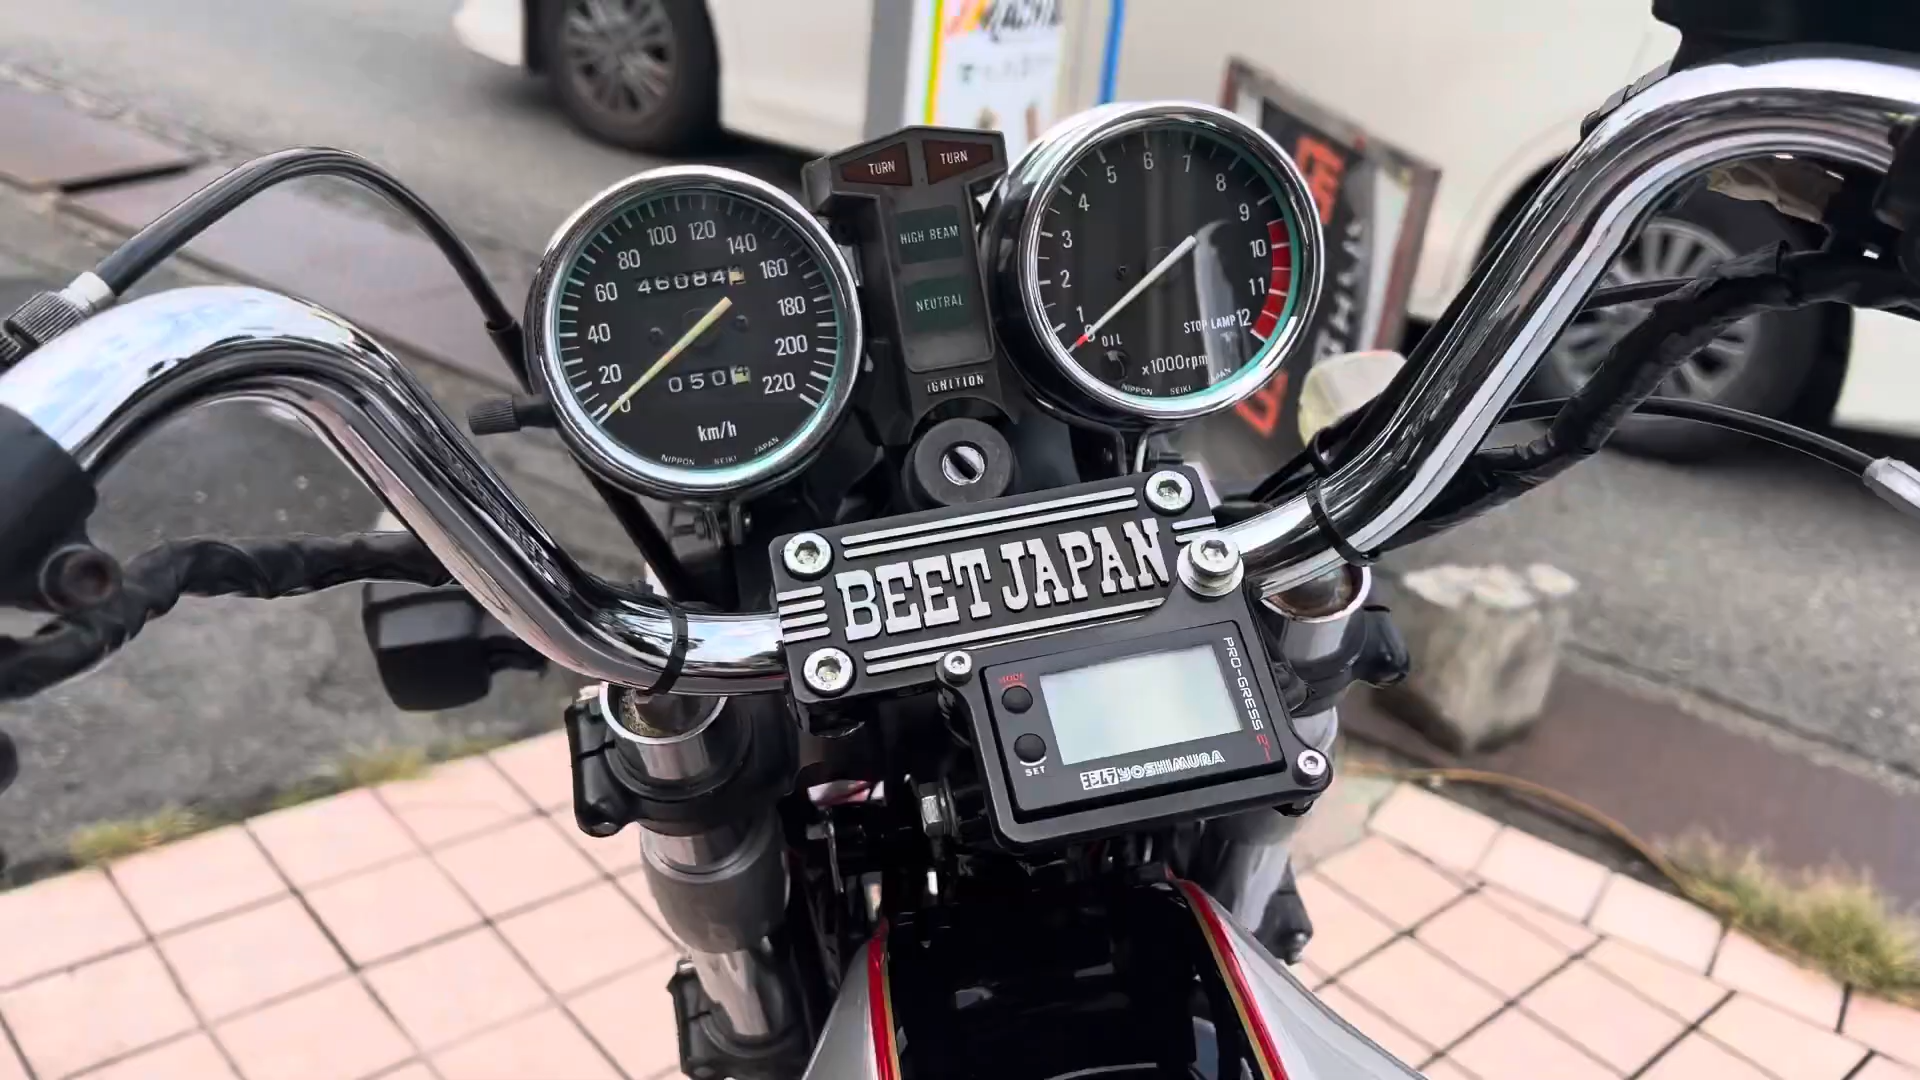 TURN
TURN
HIGH BEAM
NEUTRAL
IGNITION
0
20
40
60
80
100
120
140
160
180
200
220
46084
050
km/h
NIPPON SEIKI JAPAN
0
1
2
3
4
5
6
7
8
9
10
11
12
OIL
STOP LAMP
x1000rpm
NIPPON SEIKI JAPAN
BEET JAPAN
MODE
SET
PRO-GRESS
YOSHIMURA